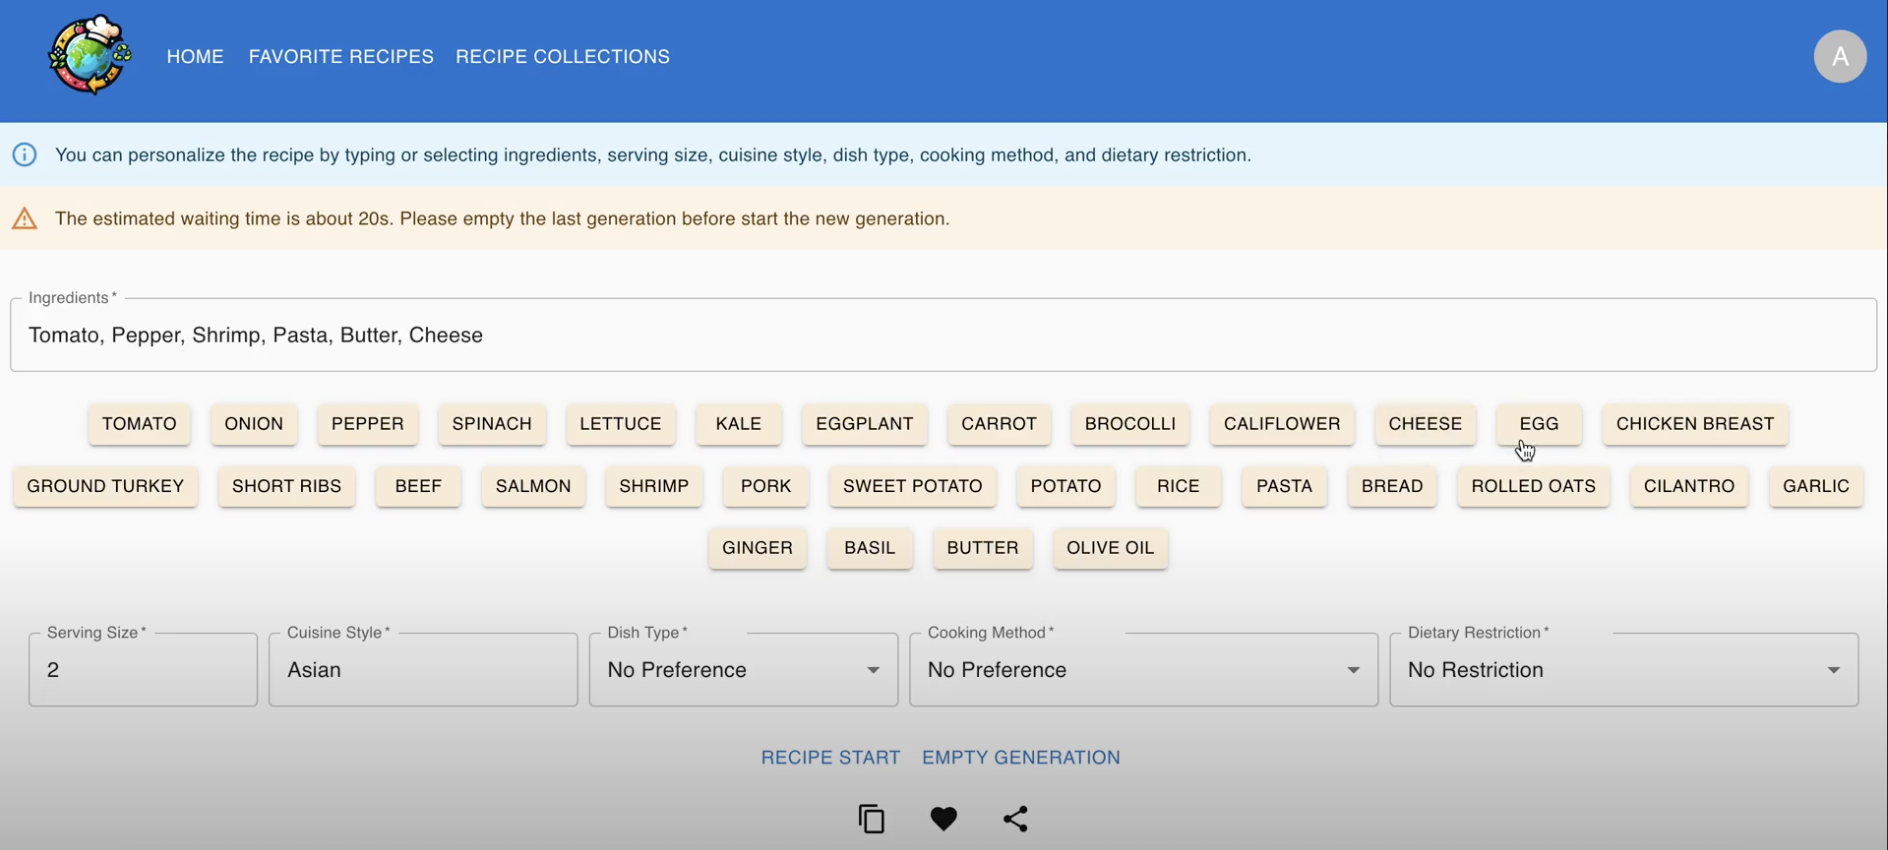 HOME FAVORITE RECIPES RECIPE COLLECTIONS A
You can personalize the recipe by typing or selecting ingredients, serving size, cuisine style, dish type, cooking method, and dietary restriction.
The estimated waiting time is about 20s. Please empty the last generation before start the new generation.
Ingredients *
Tomato, Pepper, Shrimp, Pasta, Butter, Cheese
TOMATO ONION PEPPER SPINACH LETTUCE KALE EGGPLANT CARROT BROCOLLI CALIFLOWER CHEESE EGG CHICKEN BREAST
GROUND TURKEY SHORT RIBS BEEF SALMON SHRIMP PORK SWEET POTATO POTATO RICE PASTA BREAD ROLLED OATS CILANTRO GARLIC
GINGER BASIL BUTTER OLIVE OIL
Serving Size * Cuisine Style * Dish Type * Cooking Method * Dietary Restriction *
2 Asian No Preference No Preference No Restriction
RECIPE START EMPTY GENERATION